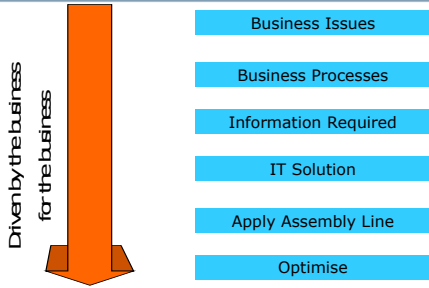 Driven by the business
for the business
Business Issues
Business Processes
Information Required
IT Solution
Apply Assembly Line
Optimise